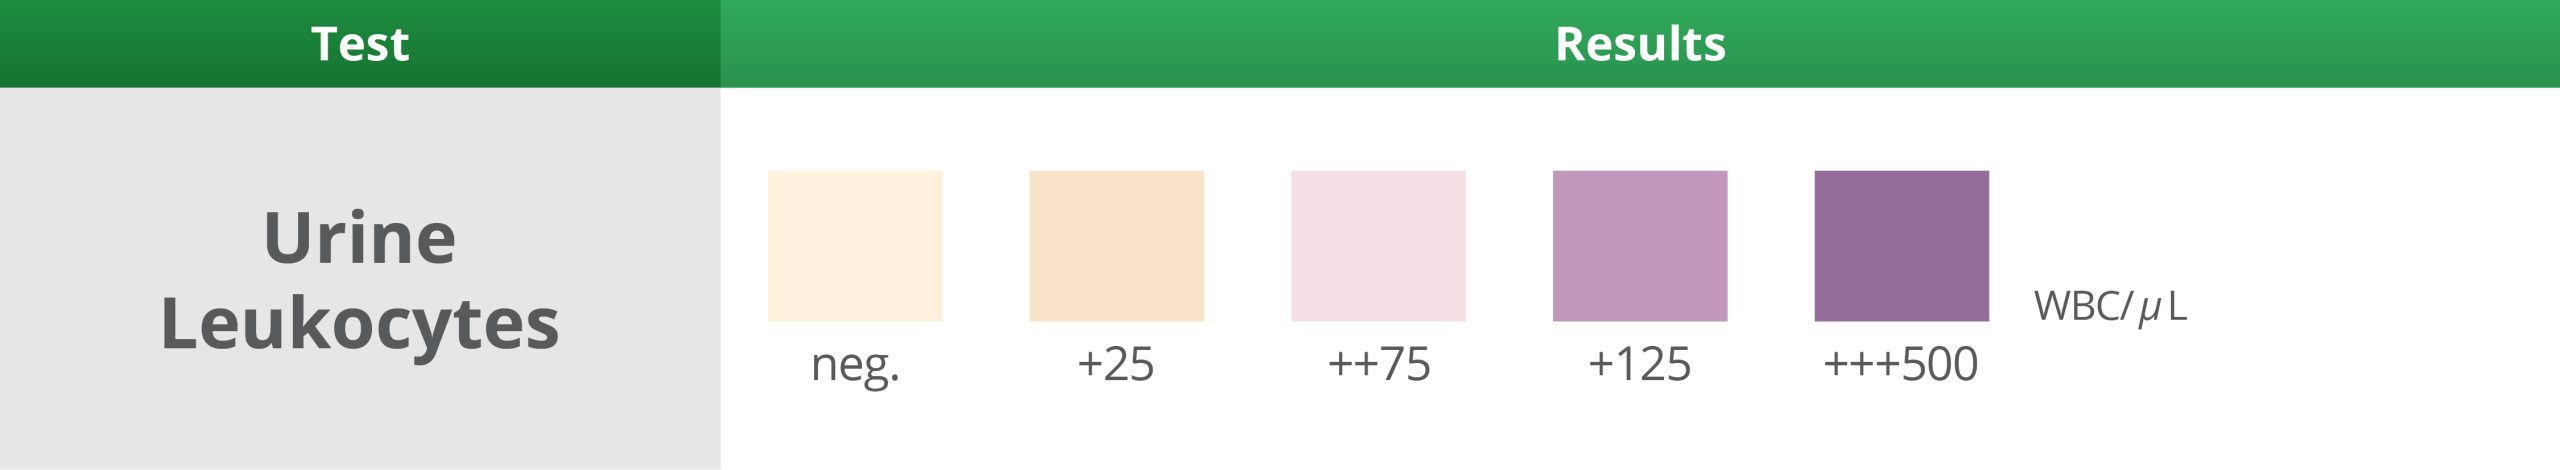 Test
Results
Urine
Leukocytes
neg.
+25
++75
+125
+++500
WBC/μL